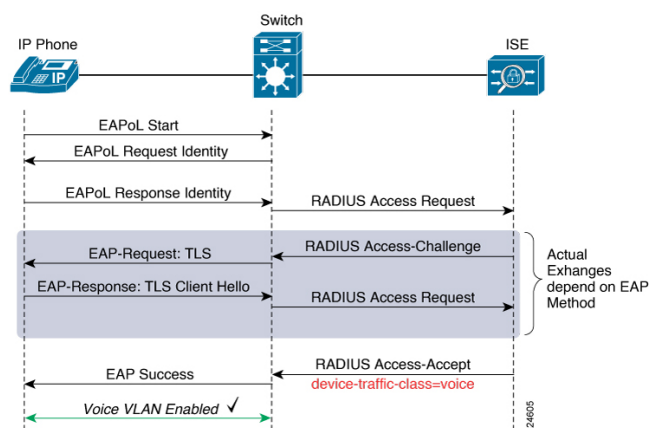 Switch
IP Phone
ISE
IP
EAPoL Start
EAPoL Request Identity
EAPoL Response Identity
RADIUS Access Request
RADIUS Access-Challenge
EAP-Request: TLS
EAP-Response: TLS Client Hello
RADIUS Access Request
Actual
Exhanges
depend on EAP
Method
RADIUS Access-Accept
EAP Success
device-traffic-class=voice
Voice VLAN Enabled ✓
24605